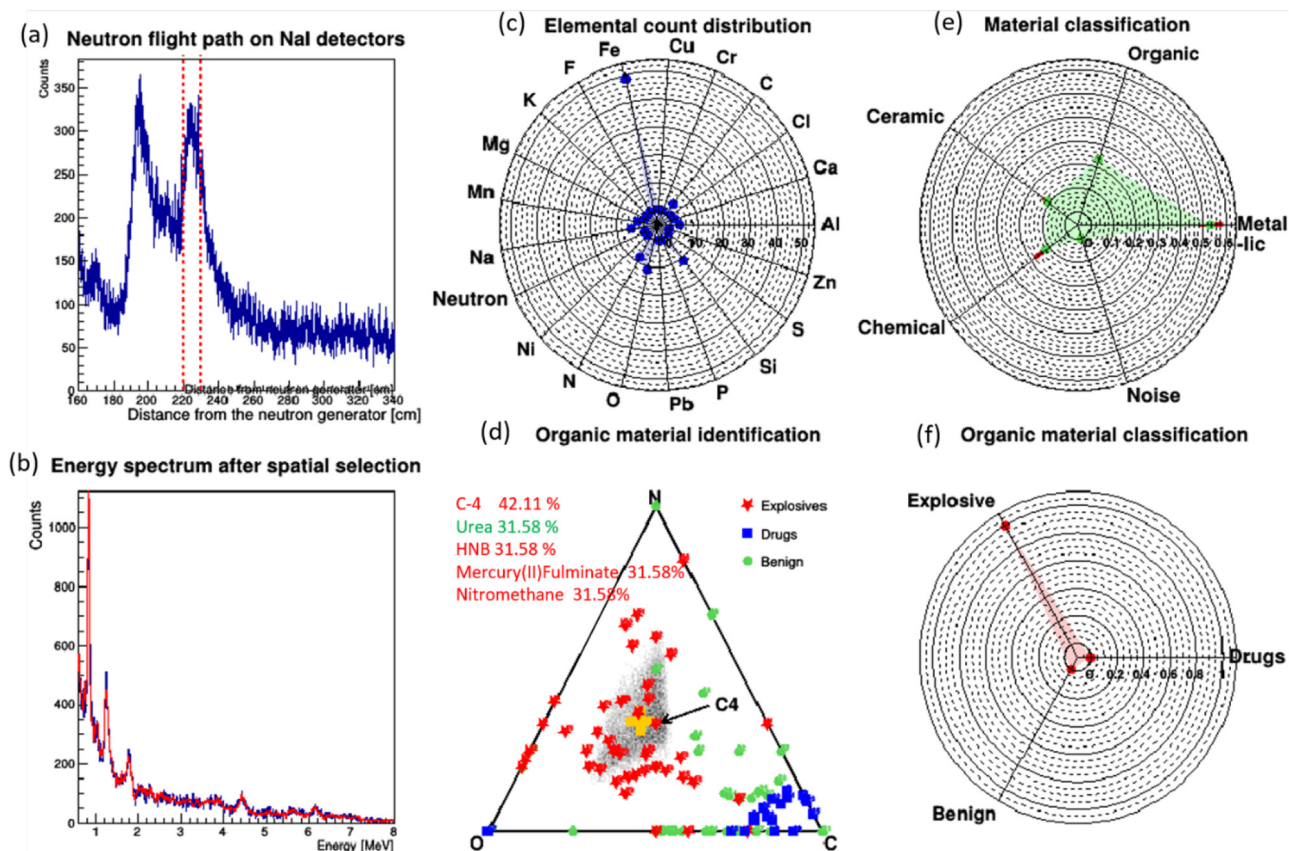 (a) Neutron flight path on NaI detectors
Counts
350
300
250
200
150
100
50
0
160 180 200 220 240 260 280 300 320 340
Distance from neutron generator [cm]
Distance from the neutron generator [cm]
(b) Energy spectrum after spatial selection
Counts
1000
800
600
400
200
0
1 2 3 4 5 6 7 8
Energy [MeV]
(c) Elemental count distribution
Cu
Cr
C
Cl
Ca
Al
Zn
S
Si
P
Pb
O
N
Ni
Neutron
Na
Mn
Mg
K
F
Fe
0 10 20 30 40 50
(d) Organic material identification
C-4 42.11 %
Urea 31.58 %
HNB 31.58 %
Mercury(II)Fulminate 31.58%
Nitromethane 31.58%
Explosives
Drugs
Benign
N
C4
O
C
(e) Material classification
Organic
Ceramic
Metal
-lic
0 0.1 0.2 0.3 0.4 0.5 0.6
Chemical
Noise
(f) Organic material classification
Explosive
Drugs
0 0.2 0.4 0.6 0.8 1
Benign